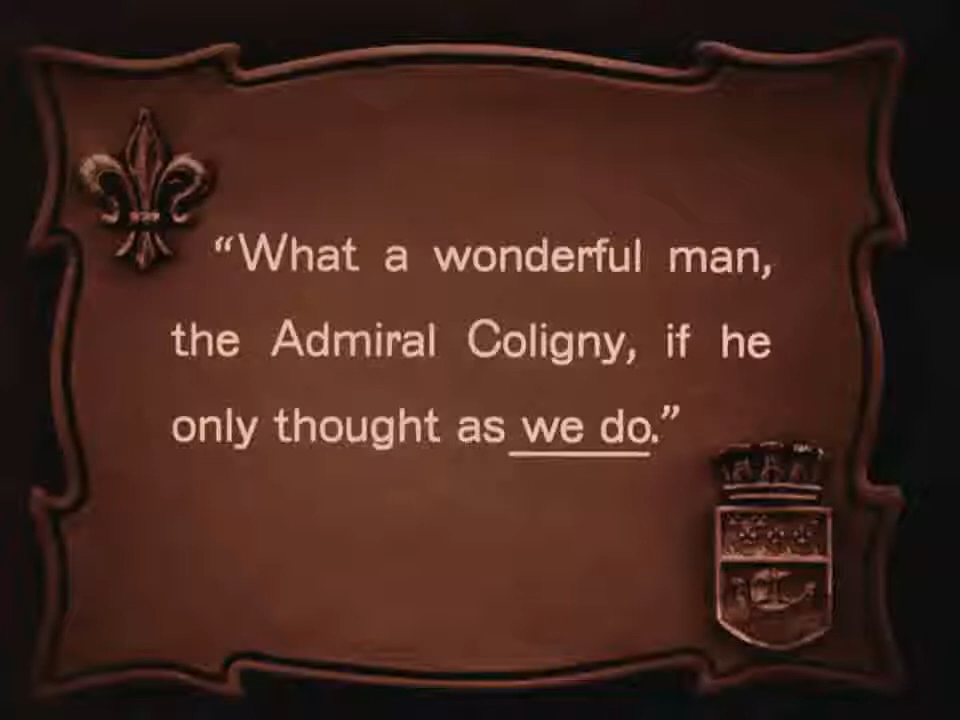 “What a wonderful man,
the Admiral Coligny, if he
only thought as we do.”